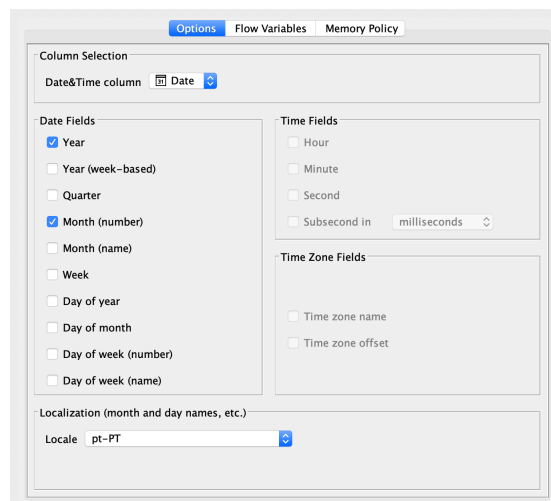 Options Flow Variables Memory Policy
Column Selection
Date&Time column 31 Date
Date Fields
Year
Year (week-based)
Quarter
Month (number)
Month (name)
Week
Day of year
Day of month
Day of week (number)
Day of week (name)
Time Fields
Hour
Minute
Second
Subsecond in milliseconds
Time Zone Fields
Time zone name
Time zone offset
Localization (month and day names, etc.)
Locale pt-PT